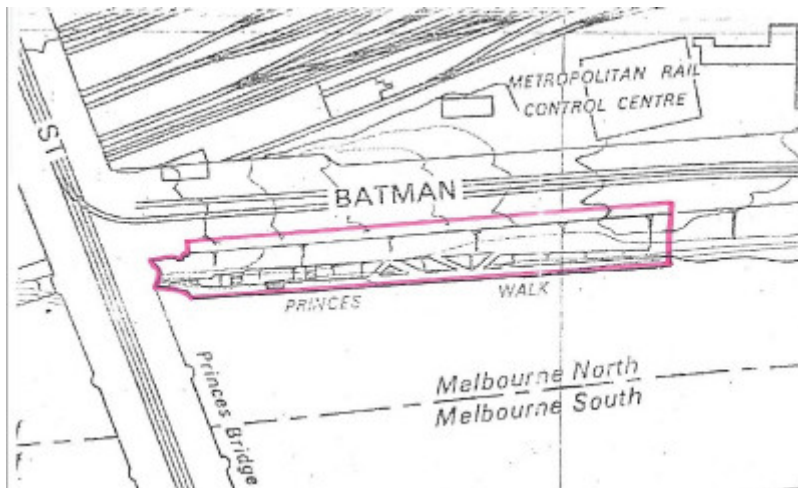 METROPOLITAN RAIL
CONTROL CENTRE
ST
BATMAN
PRINCES WALK
Princes Bridge
Melbourne North
Melbourne South